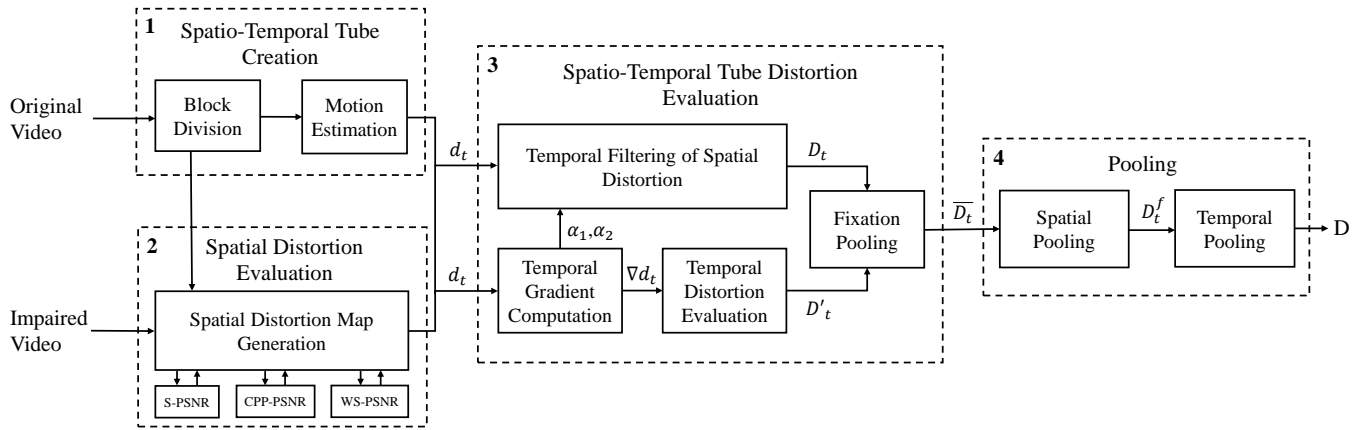 1
Spatio-Temporal Tube
Creation
Original
Video
Block
Division
Motion
Estimation
2
Spatial Distortion
Evaluation
Impaired
Video
Spatial Distortion Map
Generation
S-PSNR
CPP-PSNR
WS-PSNR
d_t
d_t
3
Spatio-Temporal Tube Distortion
Evaluation
Temporal Filtering of Spatial
Distortion
α_1,α_2
Temporal
Gradient
Computation
∇d_t
Temporal
Distortion
Evaluation
D_t
D'_t
Fixation
Pooling
\overline{D_t}
4
Pooling
Spatial
Pooling
D_t^f
Temporal
Pooling
D